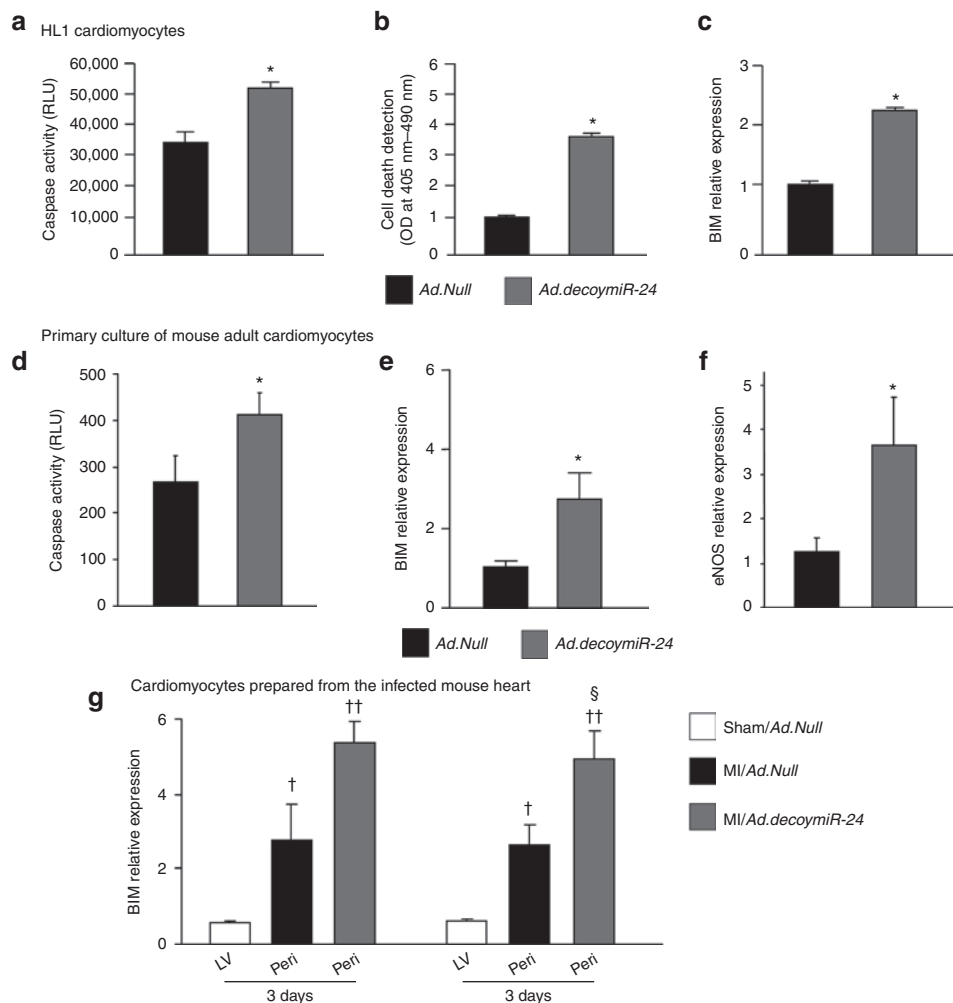 a
HL1 cardiomyocytes
Caspase activity (RLU)
60,000
50,000
40,000
30,000
20,000
10,000
0
*
b
Cell death detection
(OD at 405 nm–490 nm)
6
5
4
3
2
1
0
*
c
BIM relative expression
3
2
1
0
*
Ad.Null
Ad.decoymiR-24
Primary culture of mouse adult cardiomyocytes
d
Caspase activity (RLU)
500
400
300
200
100
0
*
e
BIM relative expression
6
4
2
0
*
f
eNOS relative expression
5
4
3
2
1
0
*
Ad.Null
Ad.decoymiR-24
g
Cardiomyocytes prepared from the infected mouse heart
BIM relative expression
6
4
2
0
†
††
†
§
††
LV
Peri
Peri
3 days
LV
Peri
Peri
3 days
Sham/Ad.Null
MI/Ad.Null
MI/Ad.decoymiR-24